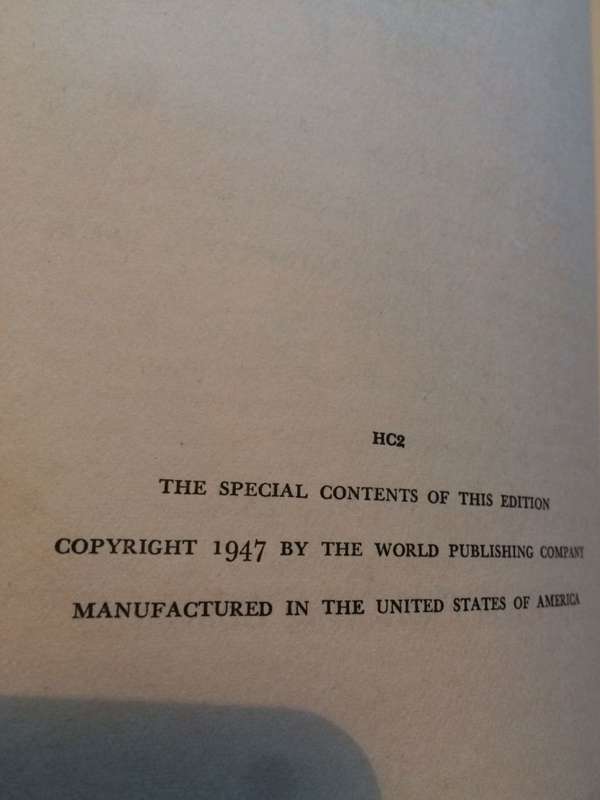 HC2
THE SPECIAL CONTENTS OF THIS EDITION
COPYRIGHT 1947 BY THE WORLD PUBLISHING COMPANY
MANUFACTURED IN THE UNITED STATES OF AMERICA